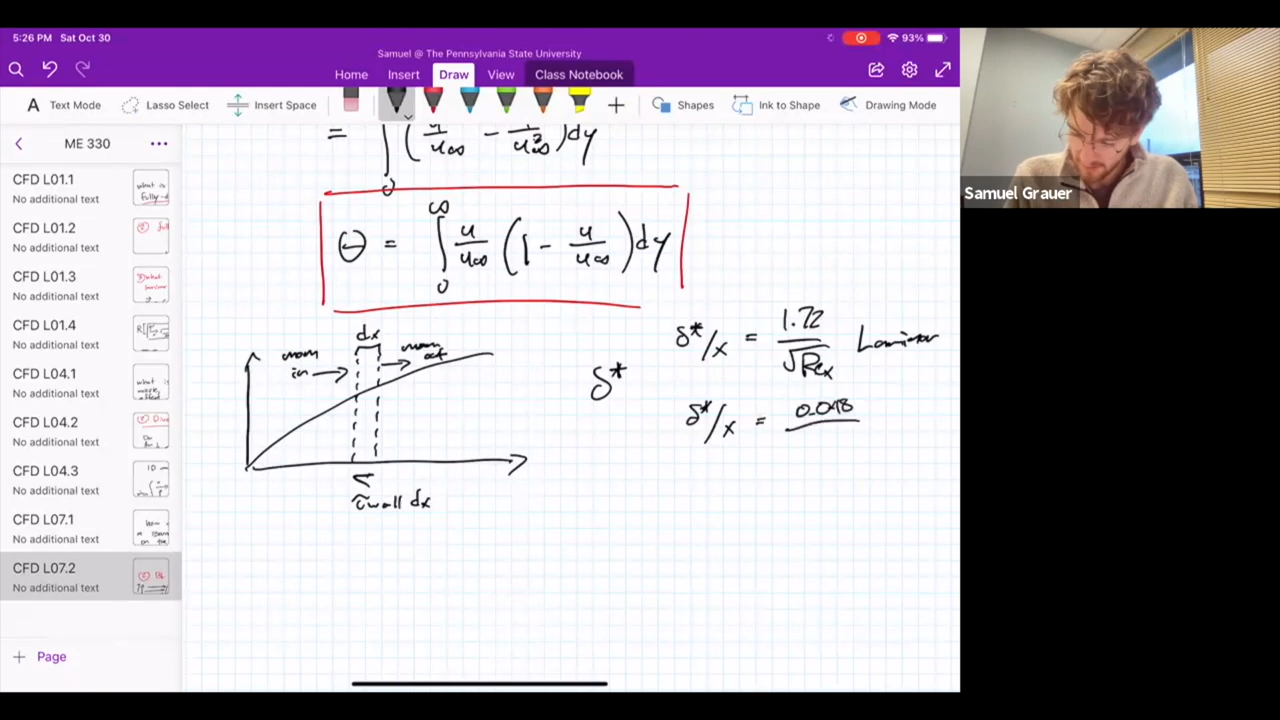 5:26 PM Sat Oct 30
93%
Samuel @ The Pennsylvania State University
Home Insert Draw View Class Notebook
Text Mode Lasso Select Insert Space Shapes Ink to Shape Drawing Mode
ME 330
CFD L01.1
No additional text
CFD L01.2
No additional text
CFD L01.3
No additional text
CFD L01.4
No additional text
CFD L04.1
No additional text
CFD L04.2
No additional text
CFD L04.3
No additional text
CFD L07.1
No additional text
CFD L07.2
No additional text
Page
θ = ∫₀^∞ u/u∞ (1 - u/u∞) dy
dx
mom in
mom out
τwall dx
δ*
δ*/x = 1.72/√Rex Laminar
δ*/x = 0.048
Samuel Grauer